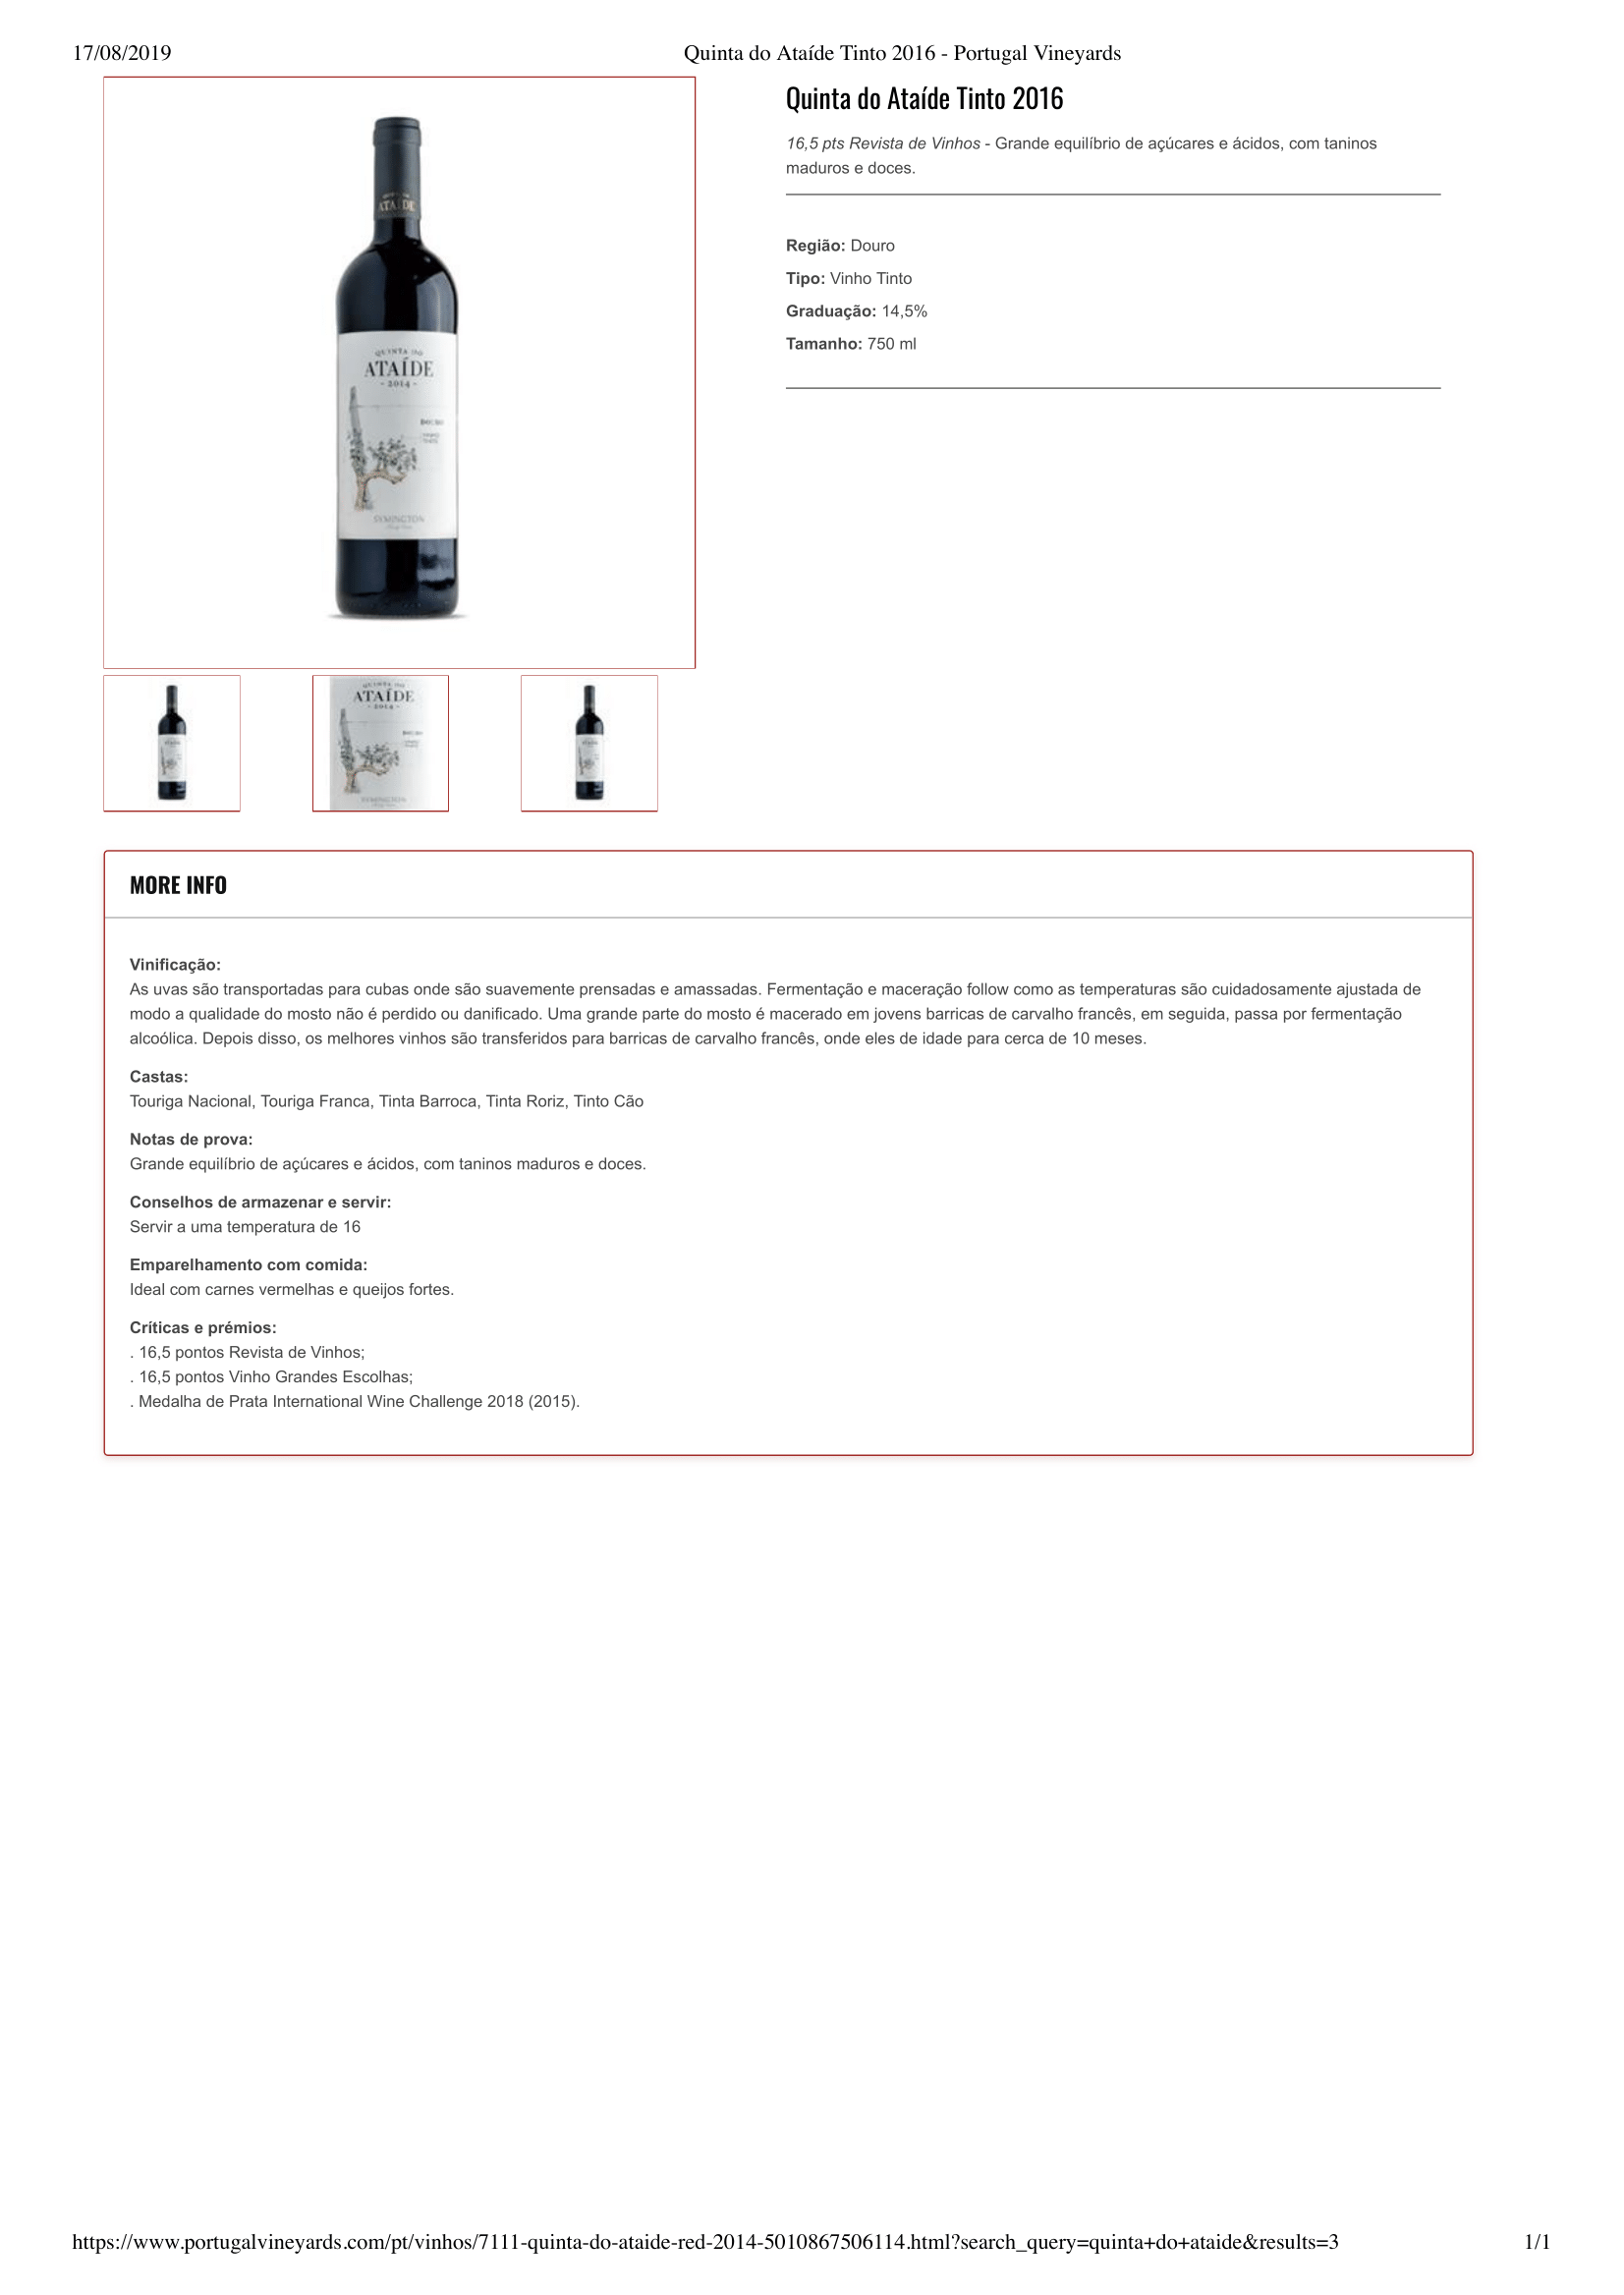 17/08/2019
Quinta do Ataíde Tinto 2016 - Portugal Vineyards
ATAÍDE
QUINTA DO
ATAÍDE
- 2014 -
DOURO
SYMINGTON
QUINTA DO
ATAÍDE
- 2014 -
DOURO
SYMINGTON
Quinta do Ataíde Tinto 2016
16,5 pts Revista de Vinhos - Grande equilíbrio de açúcares e ácidos, com taninos
maduros e doces.
Região: Douro
Tipo: Vinho Tinto
Graduação: 14,5%
Tamanho: 750 ml
MORE INFO
Vinificação:
As uvas são transportadas para cubas onde são suavemente prensadas e amassadas. Fermentação e maceração follow como as temperaturas são cuidadosamente ajustada de
modo a qualidade do mosto não é perdido ou danificado. Uma grande parte do mosto é macerado em jovens barricas de carvalho francês, em seguida, passa por fermentação
alcoólica. Depois disso, os melhores vinhos são transferidos para barricas de carvalho francês, onde eles de idade para cerca de 10 meses.
Castas:
Touriga Nacional, Touriga Franca, Tinta Barroca, Tinta Roriz, Tinto Cão
Notas de prova:
Grande equilíbrio de açúcares e ácidos, com taninos maduros e doces.
Conselhos de armazenar e servir:
Servir a uma temperatura de 16
Emparelhamento com comida:
Ideal com carnes vermelhas e queijos fortes.
Críticas e prémios:
. 16,5 pontos Revista de Vinhos;
. 16,5 pontos Vinho Grandes Escolhas;
. Medalha de Prata International Wine Challenge 2018 (2015).
https://www.portugalvineyards.com/pt/vinhos/7111-quinta-do-ataide-red-2014-5010867506114.html?search_query=quinta+do+ataide&results=3
1/1